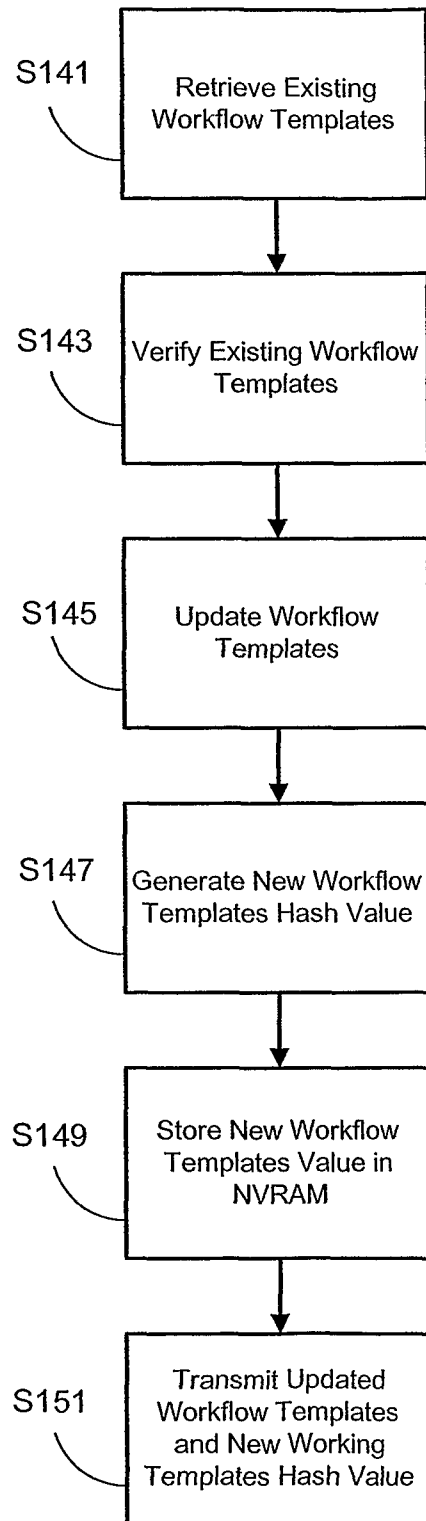 S141
Retrieve Existing
Workflow Templates
S143
Verify Existing Workflow
Templates
S145
Update Workflow
Templates
S147
Generate New Workflow
Templates Hash Value
S149
Store New Workflow
Templates Value in
NVRAM
S151
Transmit Updated
Workflow Templates
and New Working
Templates Hash Value